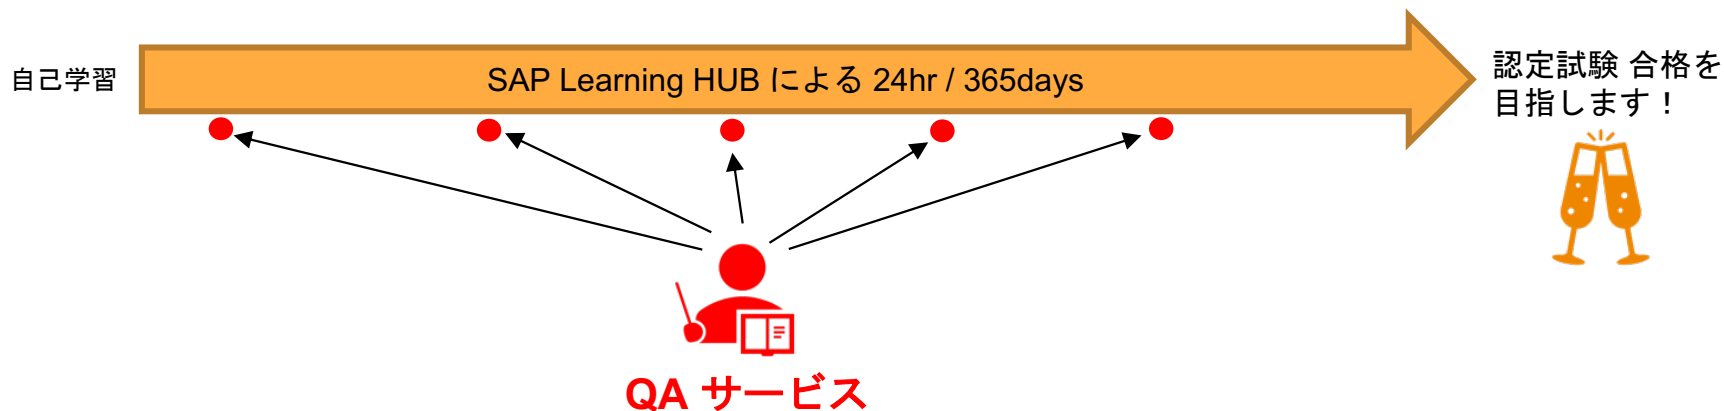 自己学習
SAP Learning HUB による 24hr / 365days
認定試験 合格を
目指します！
QA サービス